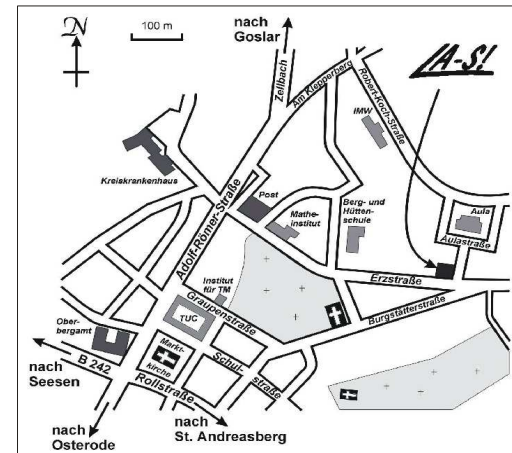 nach
Goslar
N
100 m
LA-S!
Zellbach
Am Klepperberg
Robert-Koch-Straße
IMW
Kreiskrankenhaus
Adolf-Römer-Straße
Post
Mathe-
institut
Berg- und
Hütten-
schule
Aula
Aulastraße
Erzstraße
Institut
für TM
Graupenstraße
TUC
Burgstätterstraße
Ober-
bergamt
Markt-
kirche
Schul-
straße
B 242
nach
Seesen
Rollstraße
nach
Osterode
nach
St. Andreasberg